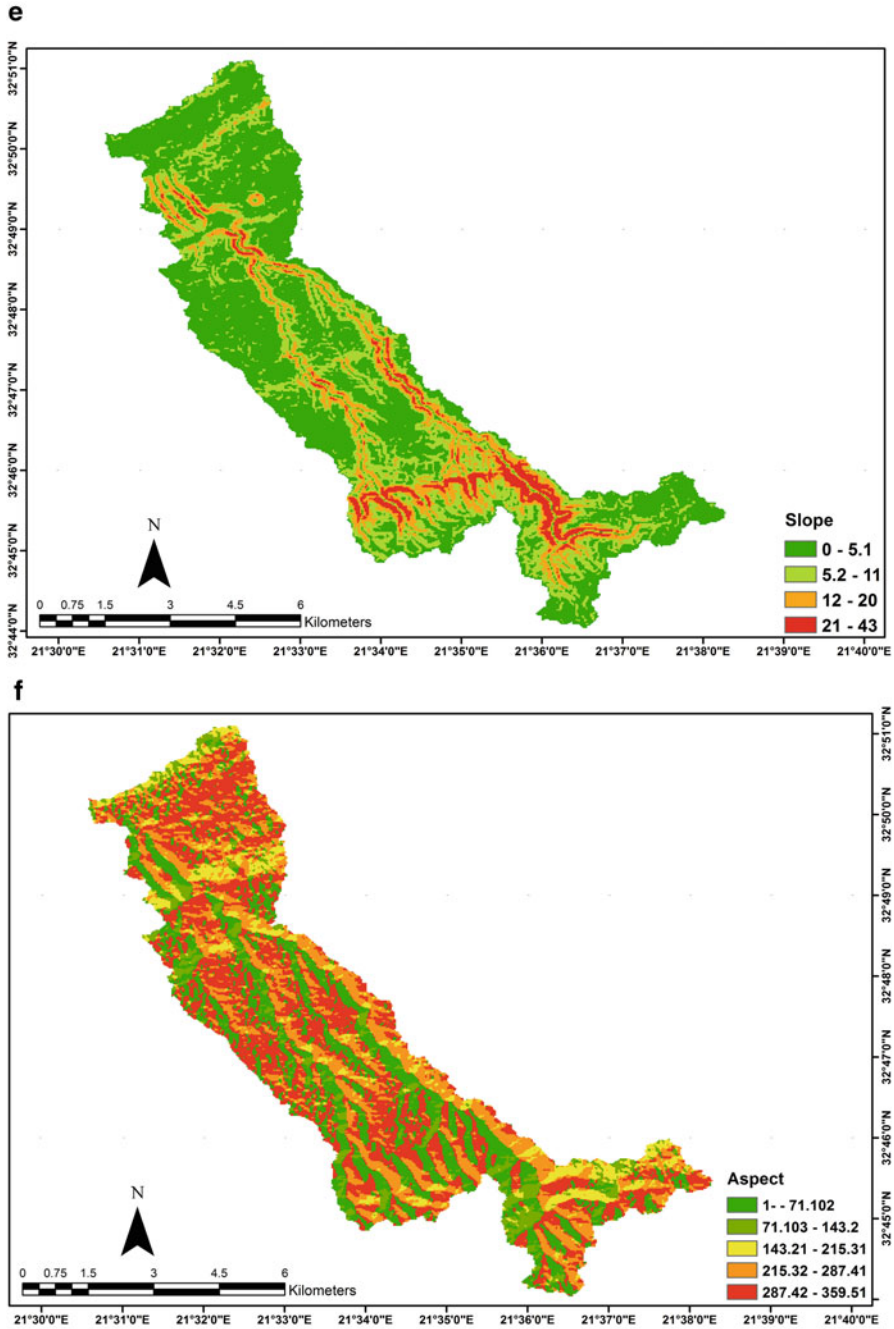 e
32°51'0"N
32°50'0"N
32°49'0"N
32°48'0"N
32°47'0"N
32°46'0"N
32°45'0"N
32°44'0"N
N
0 0.75 1.5 3 4.5 6
Kilometers
Slope
0 - 5.1
5.2 - 11
12 - 20
21 - 43
21°30'0"E 21°31'0"E 21°32'0"E 21°33'0"E 21°34'0"E 21°35'0"E 21°36'0"E 21°37'0"E 21°38'0"E 21°39'0"E 21°40'0"E
f
32°51'0"N
32°50'0"N
32°49'0"N
32°48'0"N
32°47'0"N
32°46'0"N
32°45'0"N
N
0 0.75 1.5 3 4.5 6
Kilometers
Aspect
1- - 71.102
71.103 - 143.2
143.21 - 215.31
215.32 - 287.41
287.42 - 359.51
21°30'0"E 21°31'0"E 21°32'0"E 21°33'0"E 21°34'0"E 21°35'0"E 21°36'0"E 21°37'0"E 21°38'0"E 21°39'0"E 21°40'0"E